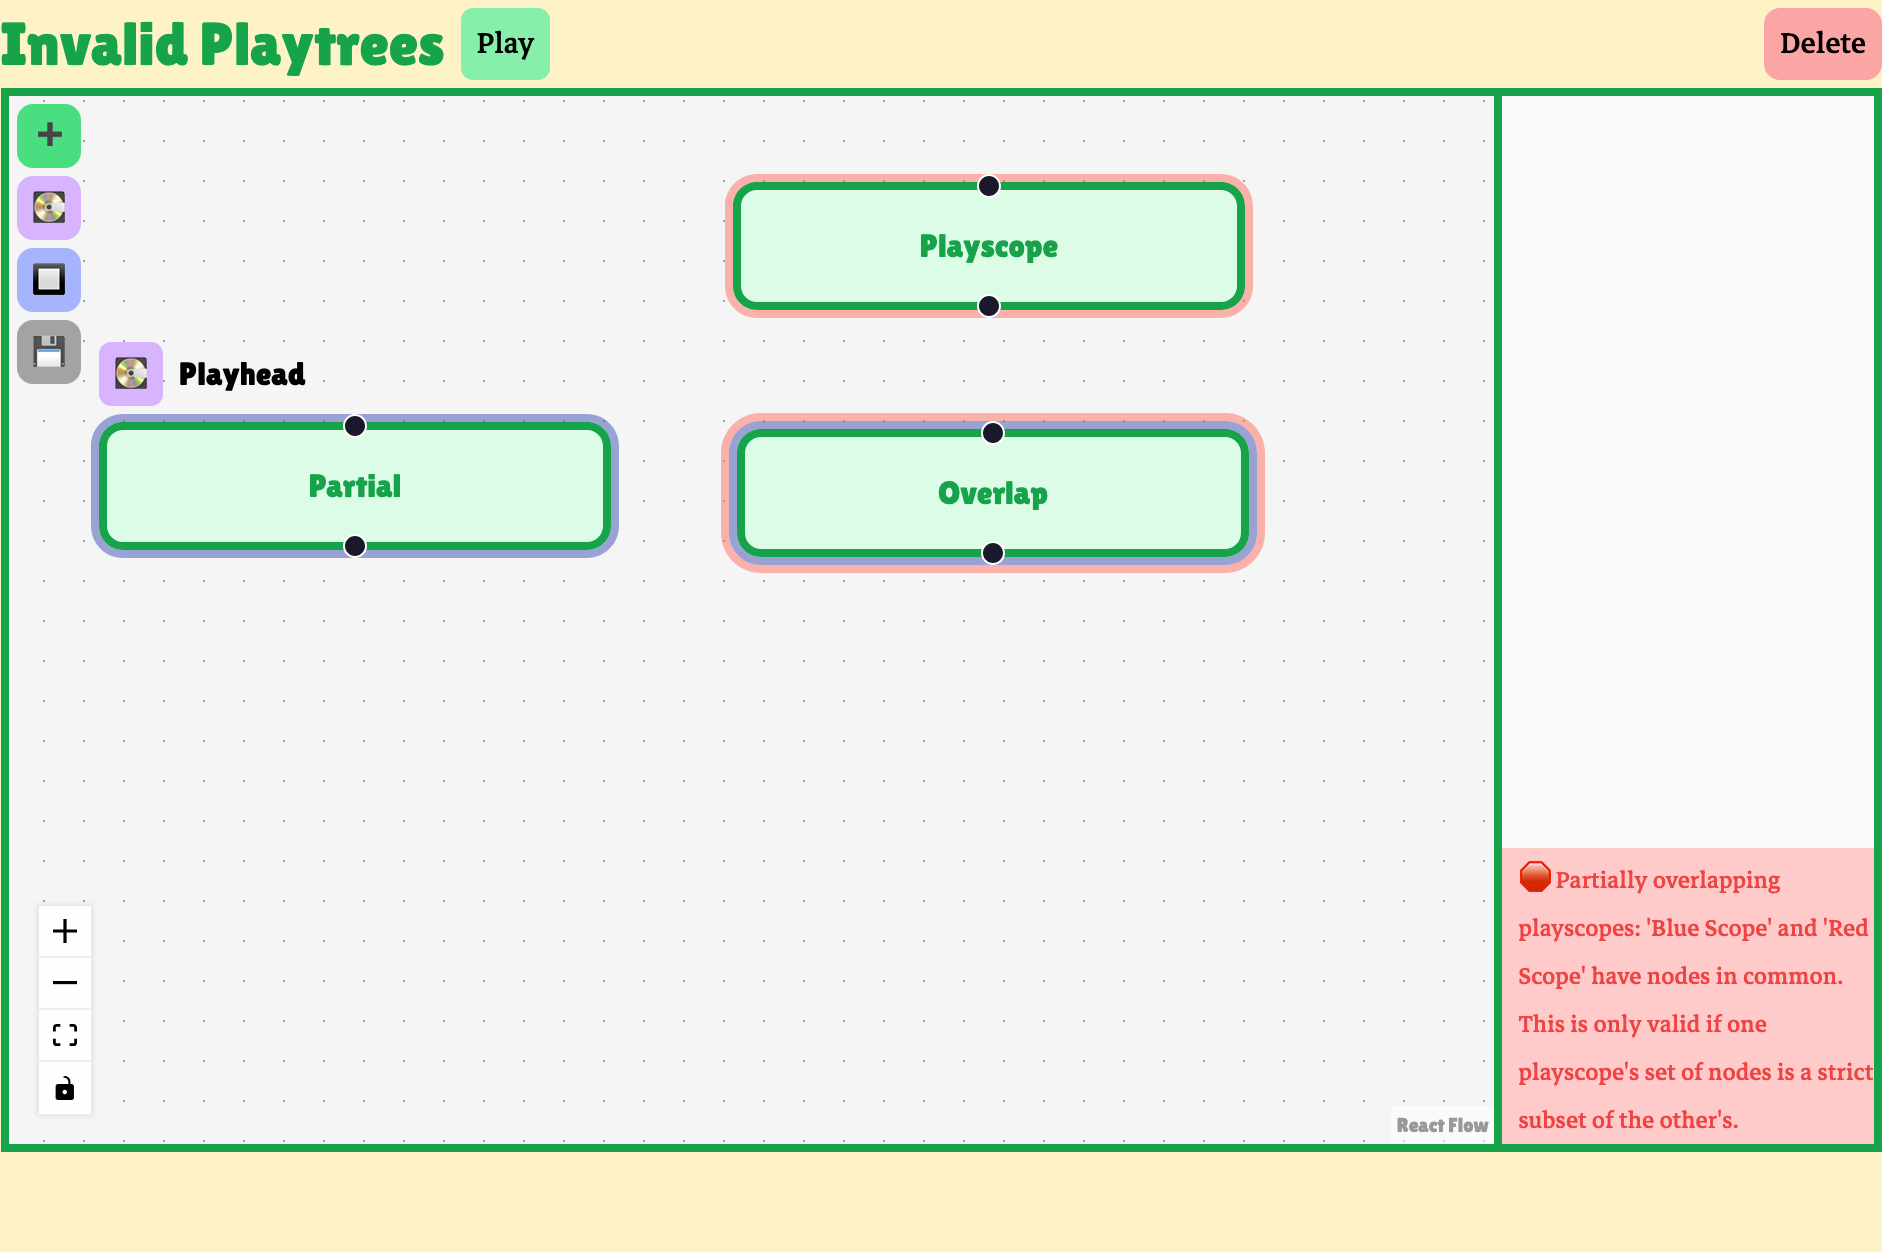 Invalid Playtrees
Play
Delete
Playscope
Playhead
Partial
Overlap
Partially overlapping
playscopes: 'Blue Scope' and 'Red
Scope' have nodes in common.
This is only valid if one
playscope's set of nodes is a strict
subset of the other's.
React Flow